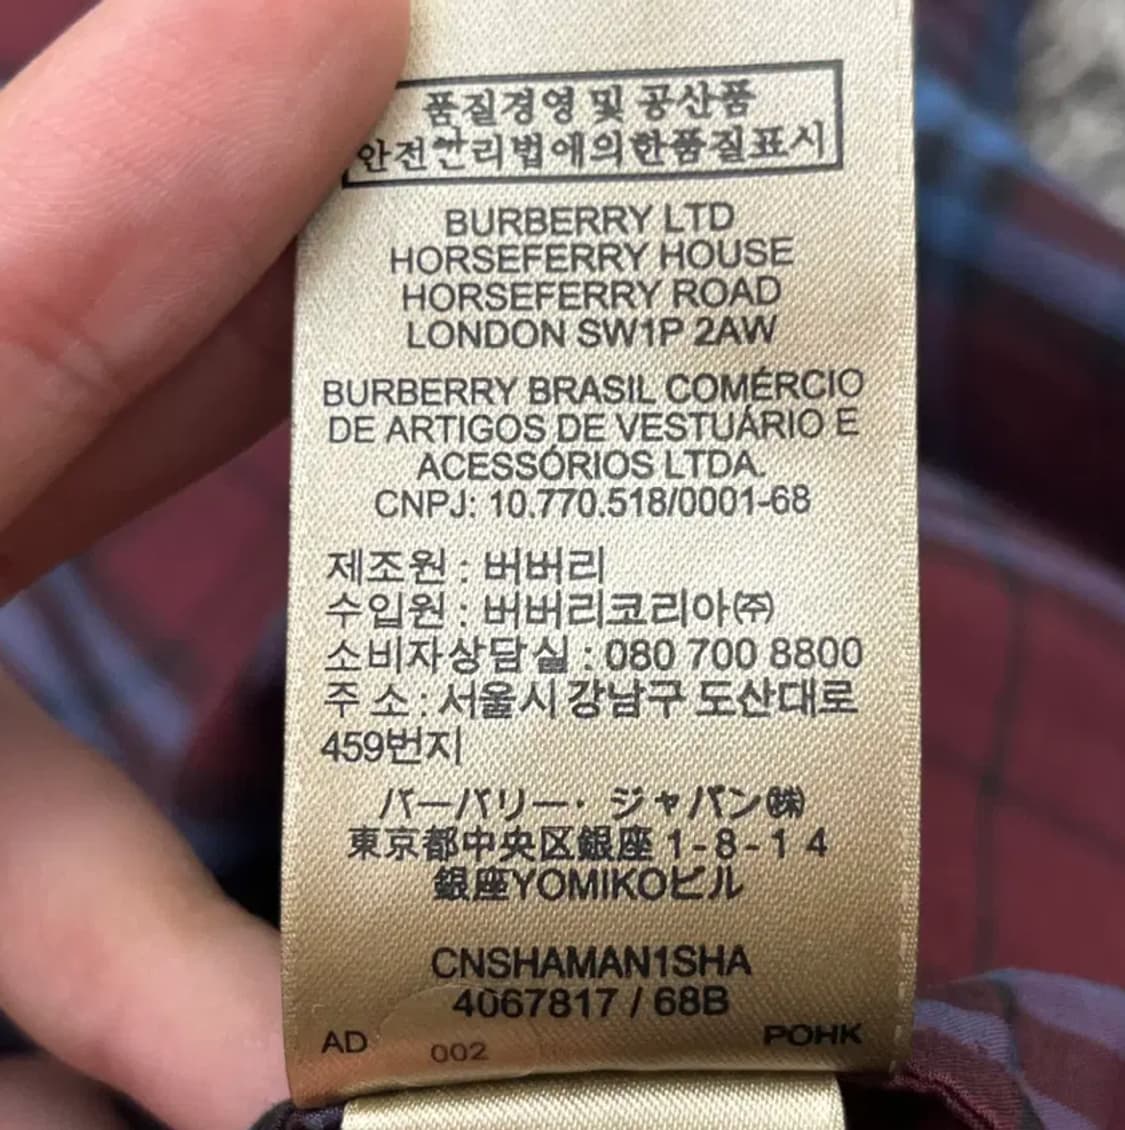 품질경영 및 공산품
안전관리법에의한품질표시
BURBERRY LTD
HORSEFERRY HOUSE
HORSEFERRY ROAD
LONDON SW1P 2AW
BURBERRY BRASIL COMÉRCIO
DE ARTIGOS DE VESTUÁRIO E
ACESSÓRIOS LTDA.
CNPJ: 10.770.518/0001-68
제조원 : 버버리
수입원 : 버버리코리아㈜
소비자상담실 : 080 700 8800
주 소 : 서울시 강남구 도산대로
459번지
バーバリー・ジャパン㈱
東京都中央区銀座 1-8-14
銀座YOMIKOビル
CNSHAMAN1SHA
4067817 / 68B
AD 002 POHK